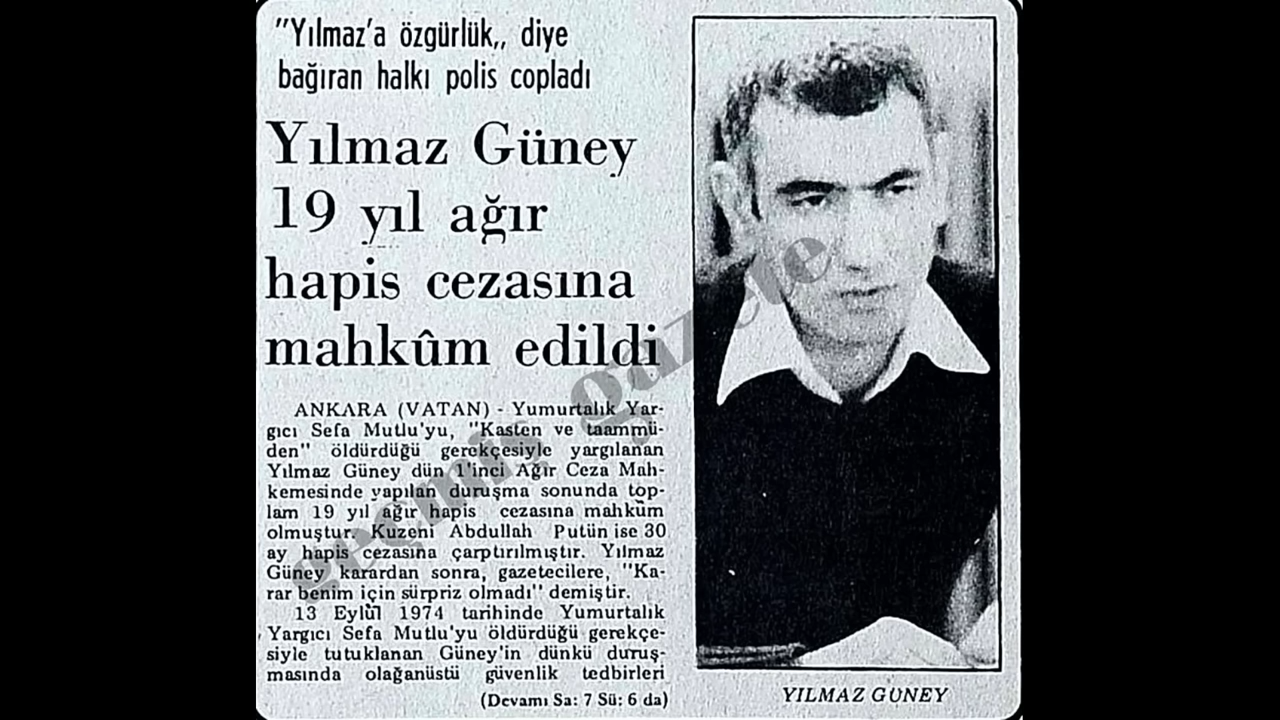 "Yılmaz'a özgürlük,, diye
bağıran halkı polis copladı
Yılmaz Güney
19 yıl ağır
hapis cezasına
mahkûm edildi
ANKARA (VATAN) - Yumurtalık Yar-
gıcı Sefa Mutlu'yu, "Kasten ve taammü-
den" öldürdüğü gerekçesiyle yargılanan
Yılmaz Güney dün 1'inci Ağır Ceza Mah-
kemesinde yapılan duruşma sonunda top-
lam 19 yıl ağır hapis cezasına mahkûm
olmuştur. Kuzeni Abdullah Putün ise 30
ay hapis cezasına çarptırılmıştır. Yılmaz
Güney karardan sonra, gazetecilere, "Ka-
rar benim için sürpriz olmadı" demiştir.
13 Eylül 1974 tarihinde Yumurtalık
Yargıcı Sefa Mutlu'yu öldürdüğü gerekçe-
siyle tutuklanan Güney'in dünkü duruş-
masında olağanüstü güvenlik tedbirleri
(Devamı Sa: 7 Sü: 6 da)
YILMAZ GÜNEY
geçmiş gazete